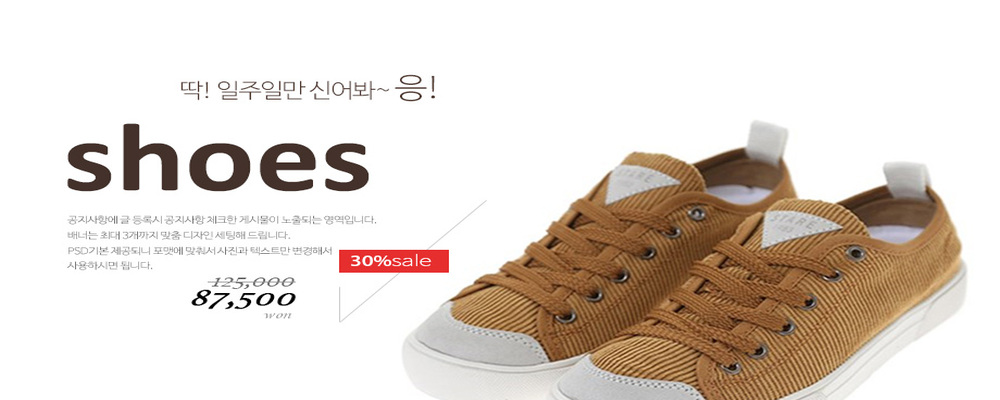 딱! 일주일만 신어봐~ 응!
shoes
공지사항에 글 등록시 공지사항 체크한 게시물이 노출되는 영역입니다.
배너는 최대 3개까지 맞춤 디자인 세팅해 드립니다.
PSD기본 제공되니 포맷에 맞춰서 사진과 텍스트만 변경해서
사용하시면 됩니다.
30%sale
125,000
87,500
won
STARE
STARE